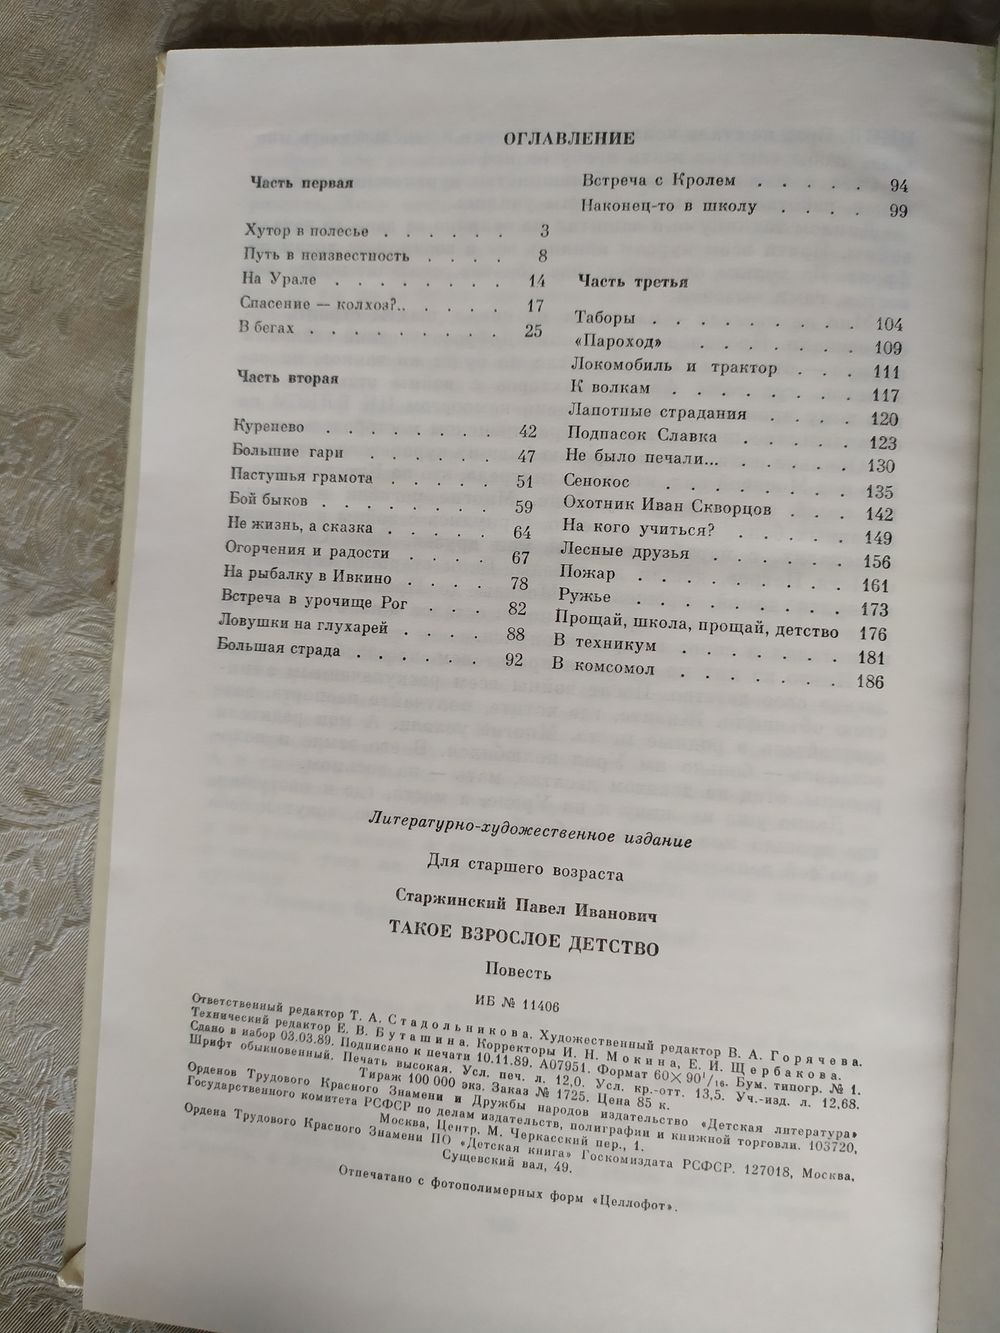 ОГЛАВЛЕНИЕ
Часть первая
Хутор в полесье . . . . . . 3
Путь в неизвестность . . . . 8
На Урале . . . . . . . . 14
Спасение — колхоз?.. . . . . 17
В бегах . . . . . . . . . 25
Часть вторая
Куренево . . . . . . . . 42
Большие гари . . . . . . 47
Пастушья грамота . . . . . 51
Бой быков . . . . . . . . 59
Не жизнь, а сказка . . . . . 64
Огорчения и радости . . . . 67
На рыбалку в Ивкино . . . . 78
Встреча в урочище Рог . . . 82
Ловушки на глухарей . . . . 88
Большая страда . . . . . . 92
Встреча с Кролем . . . . . 94
Наконец-то в школу . . . . 99
Часть третья
Таборы . . . . . . . . . 104
«Пароход» . . . . . . . 109
Локомобиль и трактор . . . 111
К волкам . . . . . . . . 117
Лапотные страдания . . . . 120
Подпасок Славка . . . . . 123
Не было печали... . . . . . 130
Сенокос . . . . . . . . 135
Охотник Иван Скворцов . . . 142
На кого учиться? . . . . . 149
Лесные друзья . . . . . . 156
Пожар . . . . . . . . . 161
Ружье . . . . . . . . . 173
Прощай, школа, прощай, детство 176
В техникум . . . . . . . 181
В комсомол . . . . . . . 186
Литературно-художественное издание
Для старшего возраста
Старжинский Павел Иванович
ТАКОЕ ВЗРОСЛОЕ ДЕТСТВО
Повесть
ИБ № 11406
Ответственный редактор Т. А. Стадольникова. Художественный редактор В. А. Горячева.
Технический редактор Е. В. Буташина. Корректоры И. Н. Мокина, Е. И. Щербакова.
Сдано в набор 03.03.89. Подписано к печати 10.11.89. А07951. Формат 60×90¹/₁₆. Бум. типогр. № 1.
Шрифт обыкновенный. Печать высокая. Усл. печ. л. 12,0. Усл. кр.-отт. 13,5. Уч.-изд. л. 12,68.
Тираж 100 000 экз. Заказ № 1725. Цена 85 к.
Орденов Трудового Красного Знамени и Дружбы народов издательство «Детская литература»
Государственного комитета РСФСР по делам издательств, полиграфии и книжной торговли. 103720,
Москва, Центр, М. Черкасский пер., 1.
Ордена Трудового Красного Знамени ПО «Детская книга» Госкомиздата РСФСР. 127018, Москва,
Сущевский вал, 49.
Отпечатано с фотополимерных форм «Целлофот».